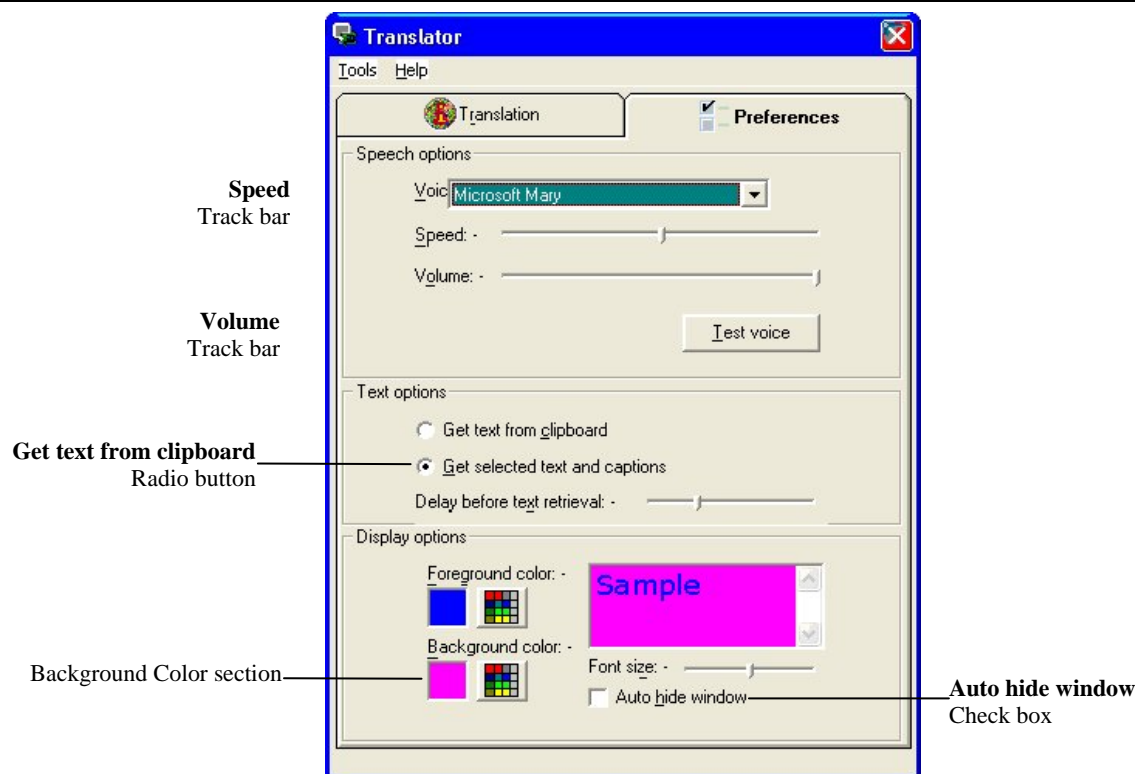 Translator
Tools Help
Translation
Preferences
Speech options
Speed
Track bar
Voic Microsoft Mary
Speed: -
Volume: -
Volume
Track bar
Test voice
Text options
Get text from clipboard
Get text from clipboard
Radio button
Get selected text and captions
Delay before text retrieval: -
Display options
Foreground color: -
Sample
Background color: -
Background Color section
Font size: -
Auto hide window
Auto hide window
Check box